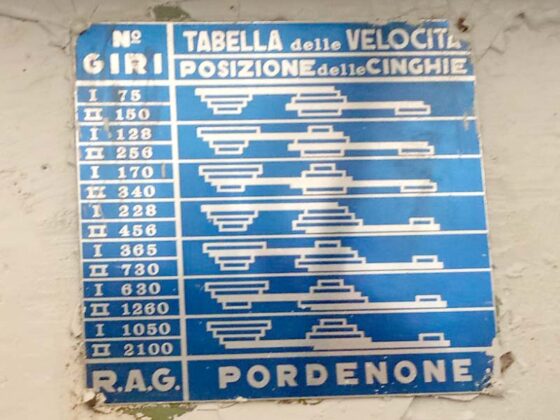 Nº GIRI
TABELLA delle VELOCITÀ
POSIZIONE delle CINGHIE
I 75
II 150
I 128
II 256
I 170
II 340
I 228
II 456
I 365
II 730
I 630
II 1260
I 1050
II 2100
R.A.G. PORDENONE